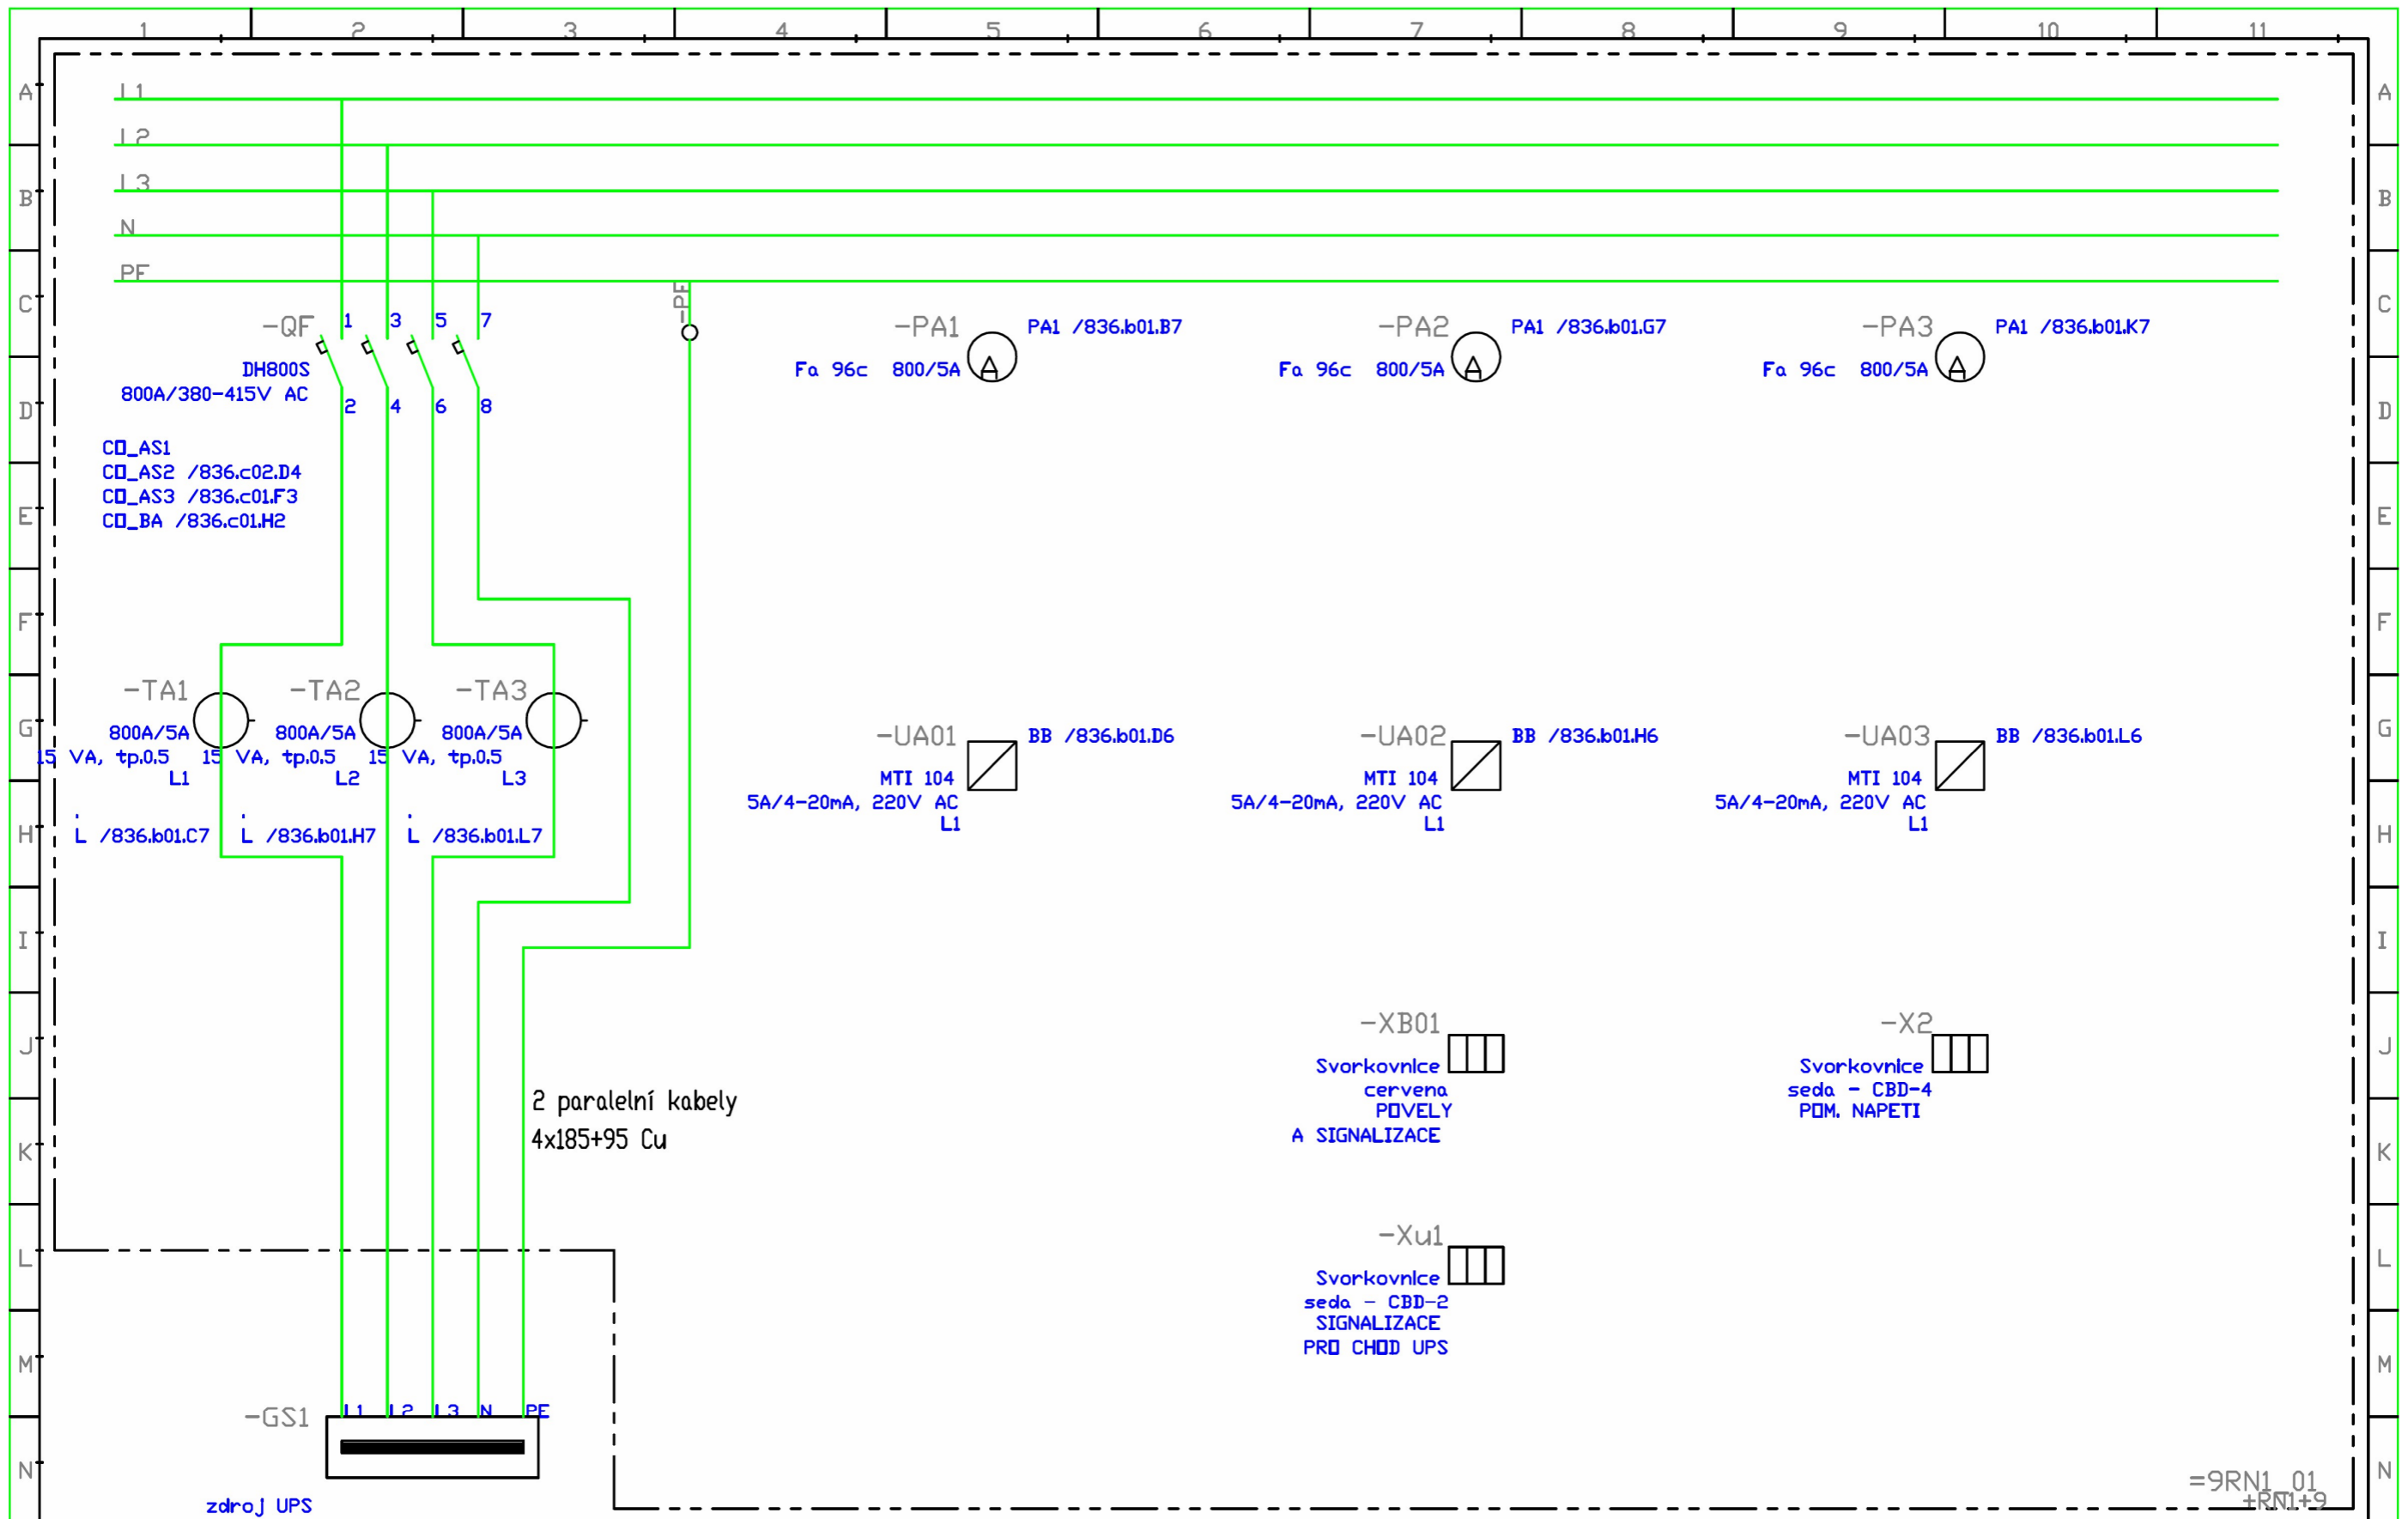 1 2 3 4 5 6 7 8 9 10 11
A A
L1
L2
L3
B B
N
PE
C C
-PE
-QF 1 3 5 7
DH800S
800A/380-415V AC
2 4 6 8
-PA1 PA1 /836.b01.B7
Fa 96c 800/5A A
-PA2 PA1 /836.b01.G7
Fa 96c 800/5A A
-PA3 PA1 /836.b01.K7
Fa 96c 800/5A A
D D
CO_AS1
CO_AS2 /836.c02.D4
CO_AS3 /836.c01.F3
CO_BA /836.c01.H2
E E
F F
-TA1
800A/5A
15 VA, tp.0.5
L1
L /836.b01.C7
-TA2
800A/5A
15 VA, tp.0.5
L2
L /836.b01.H7
-TA3
800A/5A
15 VA, tp.0.5
L3
L /836.b01.L7
G G
-UA01 BB /836.b01.D6
MTI 104
5A/4-20mA, 220V AC
L1
-UA02 BB /836.b01.H6
MTI 104
5A/4-20mA, 220V AC
L1
-UA03 BB /836.b01.L6
MTI 104
5A/4-20mA, 220V AC
L1
H H
I I
J J
-XB01
Svorkovnice
cervena
POVELY
A SIGNALIZACE
-X2
Svorkovnice
seda - CBD-4
POM. NAPETI
2 paralelní kabely
4x185+95 Cu
K K
L L
-Xu1
Svorkovnice
seda - CBD-2
SIGNALIZACE
PRO CHOD UPS
M M
-GS1 L1 L2 L3 N PE
N N
zdroj UPS
=9RN1_01
+RN1+9